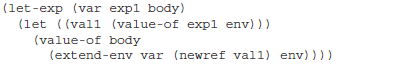 (let-exp (var exp1 body)
(let ((val1 (value-of exp1 env)))
(value-of body
(extend-env var (newref val1) env))))